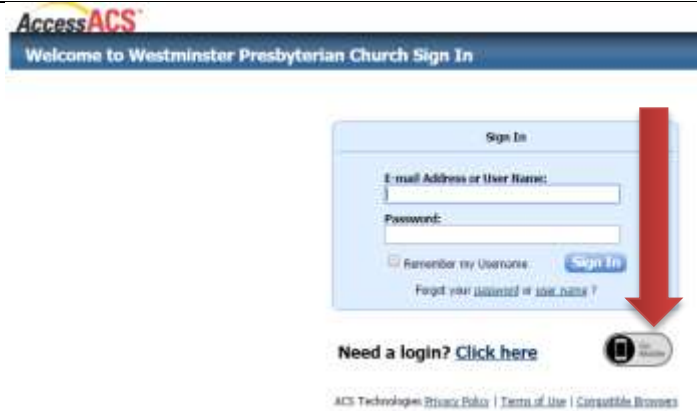 AccessACS
Welcome to Westminster Presbyterian Church Sign In
Sign In
E-mail Address or User Name:
Password:
Remember my Username
Sign In
Forgot your password or user name ?
Need a login? Click here
Go Mobile
ACS Technologies Privacy Policy | Terms of Use | Compatible Browsers